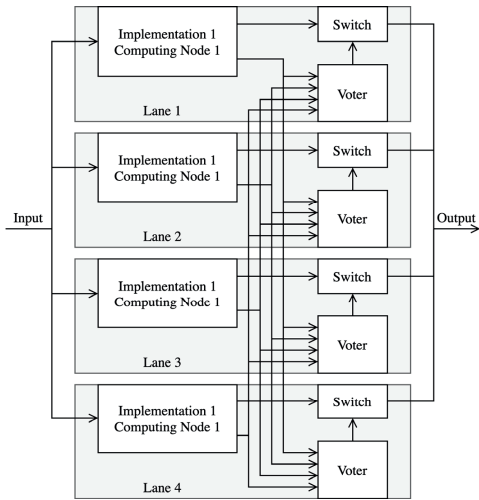 Implementation 1
Computing Node 1
Switch
Voter
Lane 1
Implementation 1
Computing Node 1
Switch
Voter
Lane 2
Input
Output
Implementation 1
Computing Node 1
Switch
Voter
Lane 3
Implementation 1
Computing Node 1
Switch
Voter
Lane 4